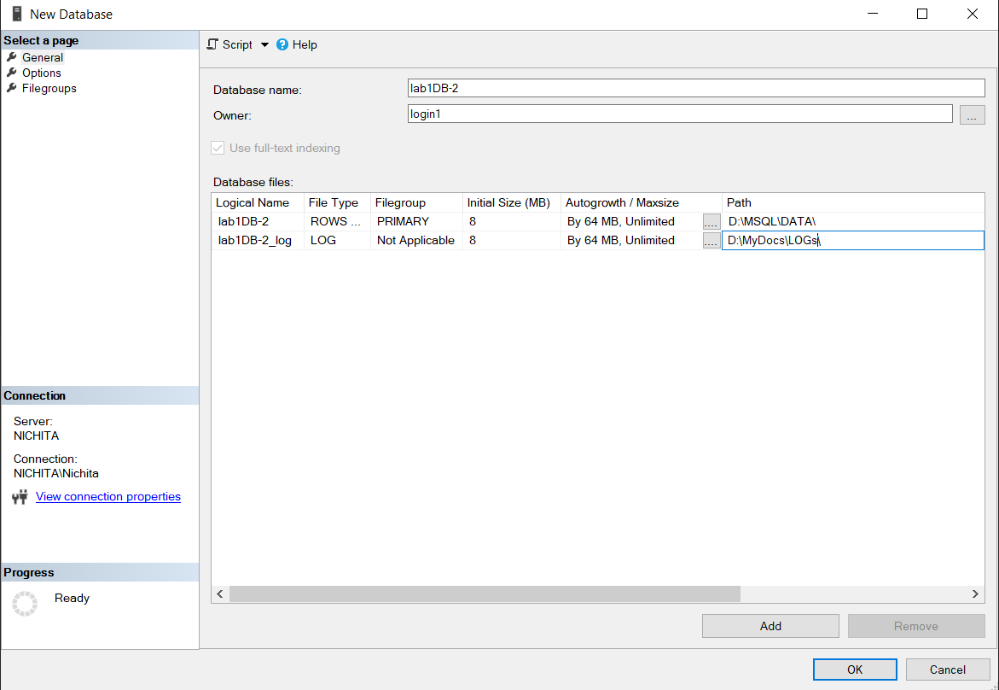 New Database
Select a page
General
Options
Filegroups
Script Help
Database name: lab1DB-2
Owner: login1 ...
Use full-text indexing
Database files:
Logical Name File Type Filegroup Initial Size (MB) Autogrowth / Maxsize Path
lab1DB-2 ROWS ... PRIMARY 8 By 64 MB, Unlimited .... D:\MSQL\DATA\
lab1DB-2_log LOG Not Applicable 8 By 64 MB, Unlimited .... D:\MyDocs\LOGs\
Connection
Server:
NICHITA
Connection:
NICHITA\Nichita
View connection properties
Progress
Ready
Add Remove
OK Cancel